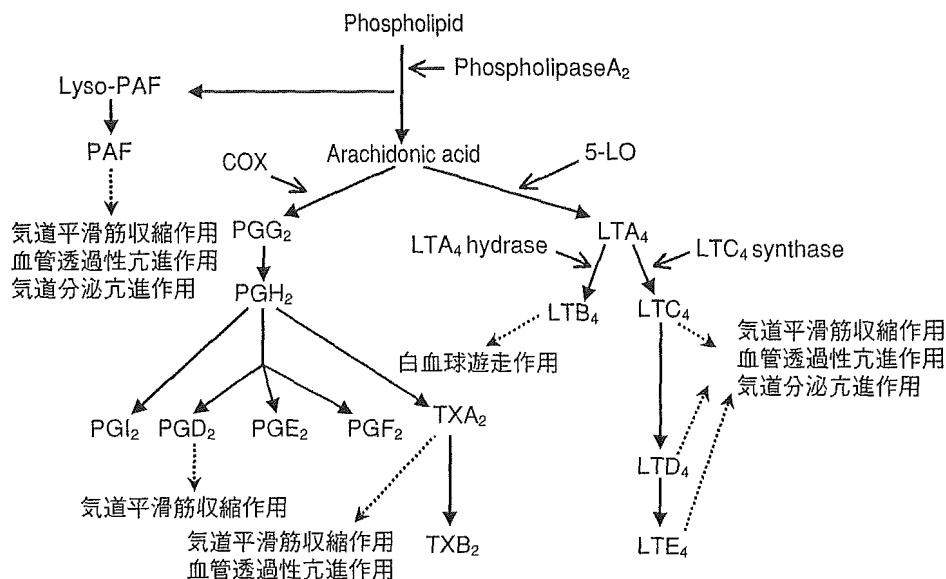 Phospholipid
PhospholipaseA₂
Lyso-PAF
PAF
Arachidonic acid
COX
5-LO
気道平滑筋収縮作用
血管透過性亢進作用
気道分泌亢進作用
PGG₂
LTA₄ hydrase
LTA₄
LTC₄ synthase
PGH₂
LTB₄
LTC₄
白血球遊走作用
気道平滑筋収縮作用
血管透過性亢進作用
気道分泌亢進作用
PGI₂
PGD₂
PGE₂
PGF₂
TXA₂
LTD₄
気道平滑筋収縮作用
気道平滑筋収縮作用
血管透過性亢進作用
TXB₂
LTE₄